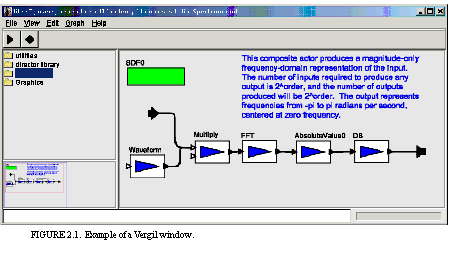 File View Edit Graph Help
utilities
director library
Graphics
SDF0
This composite actor produces a magnitude-only
frequency-domain representation of the input.
The number of inputs required to produce any
output is 2^order, and the number of outputs
produced will be 2^order. The output represents
frequencies from -pi to pi radians per second,
centered at zero frequency.
Waveform
Multiply
FFT
AbsoluteValue0
DB
FIGURE 2.1. Example of a Vergil window.